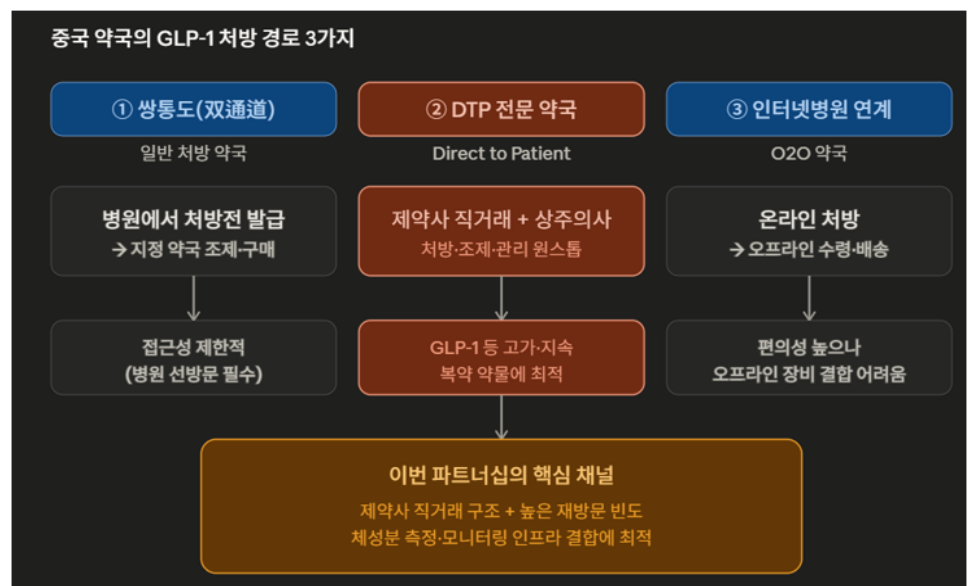 중국 약국의 GLP-1 처방 경로 3가지
① 쌍통도(双通道)
일반 처방 약국
병원에서 처방전 발급
→ 지정 약국 조제·구매
접근성 제한적
(병원 선방문 필수)
② DTP 전문 약국
Direct to Patient
제약사 직거래 + 상주의사
처방·조제·관리 원스톱
GLP-1 등 고가·지속
복약 약물에 최적
③ 인터넷병원 연계
O2O 약국
온라인 처방
→ 오프라인 수령·배송
편의성 높으나
오프라인 장비 결합 어려움
이번 파트너십의 핵심 채널
제약사 직거래 구조 + 높은 재방문 빈도
체성분 측정·모니터링 인프라 결합에 최적